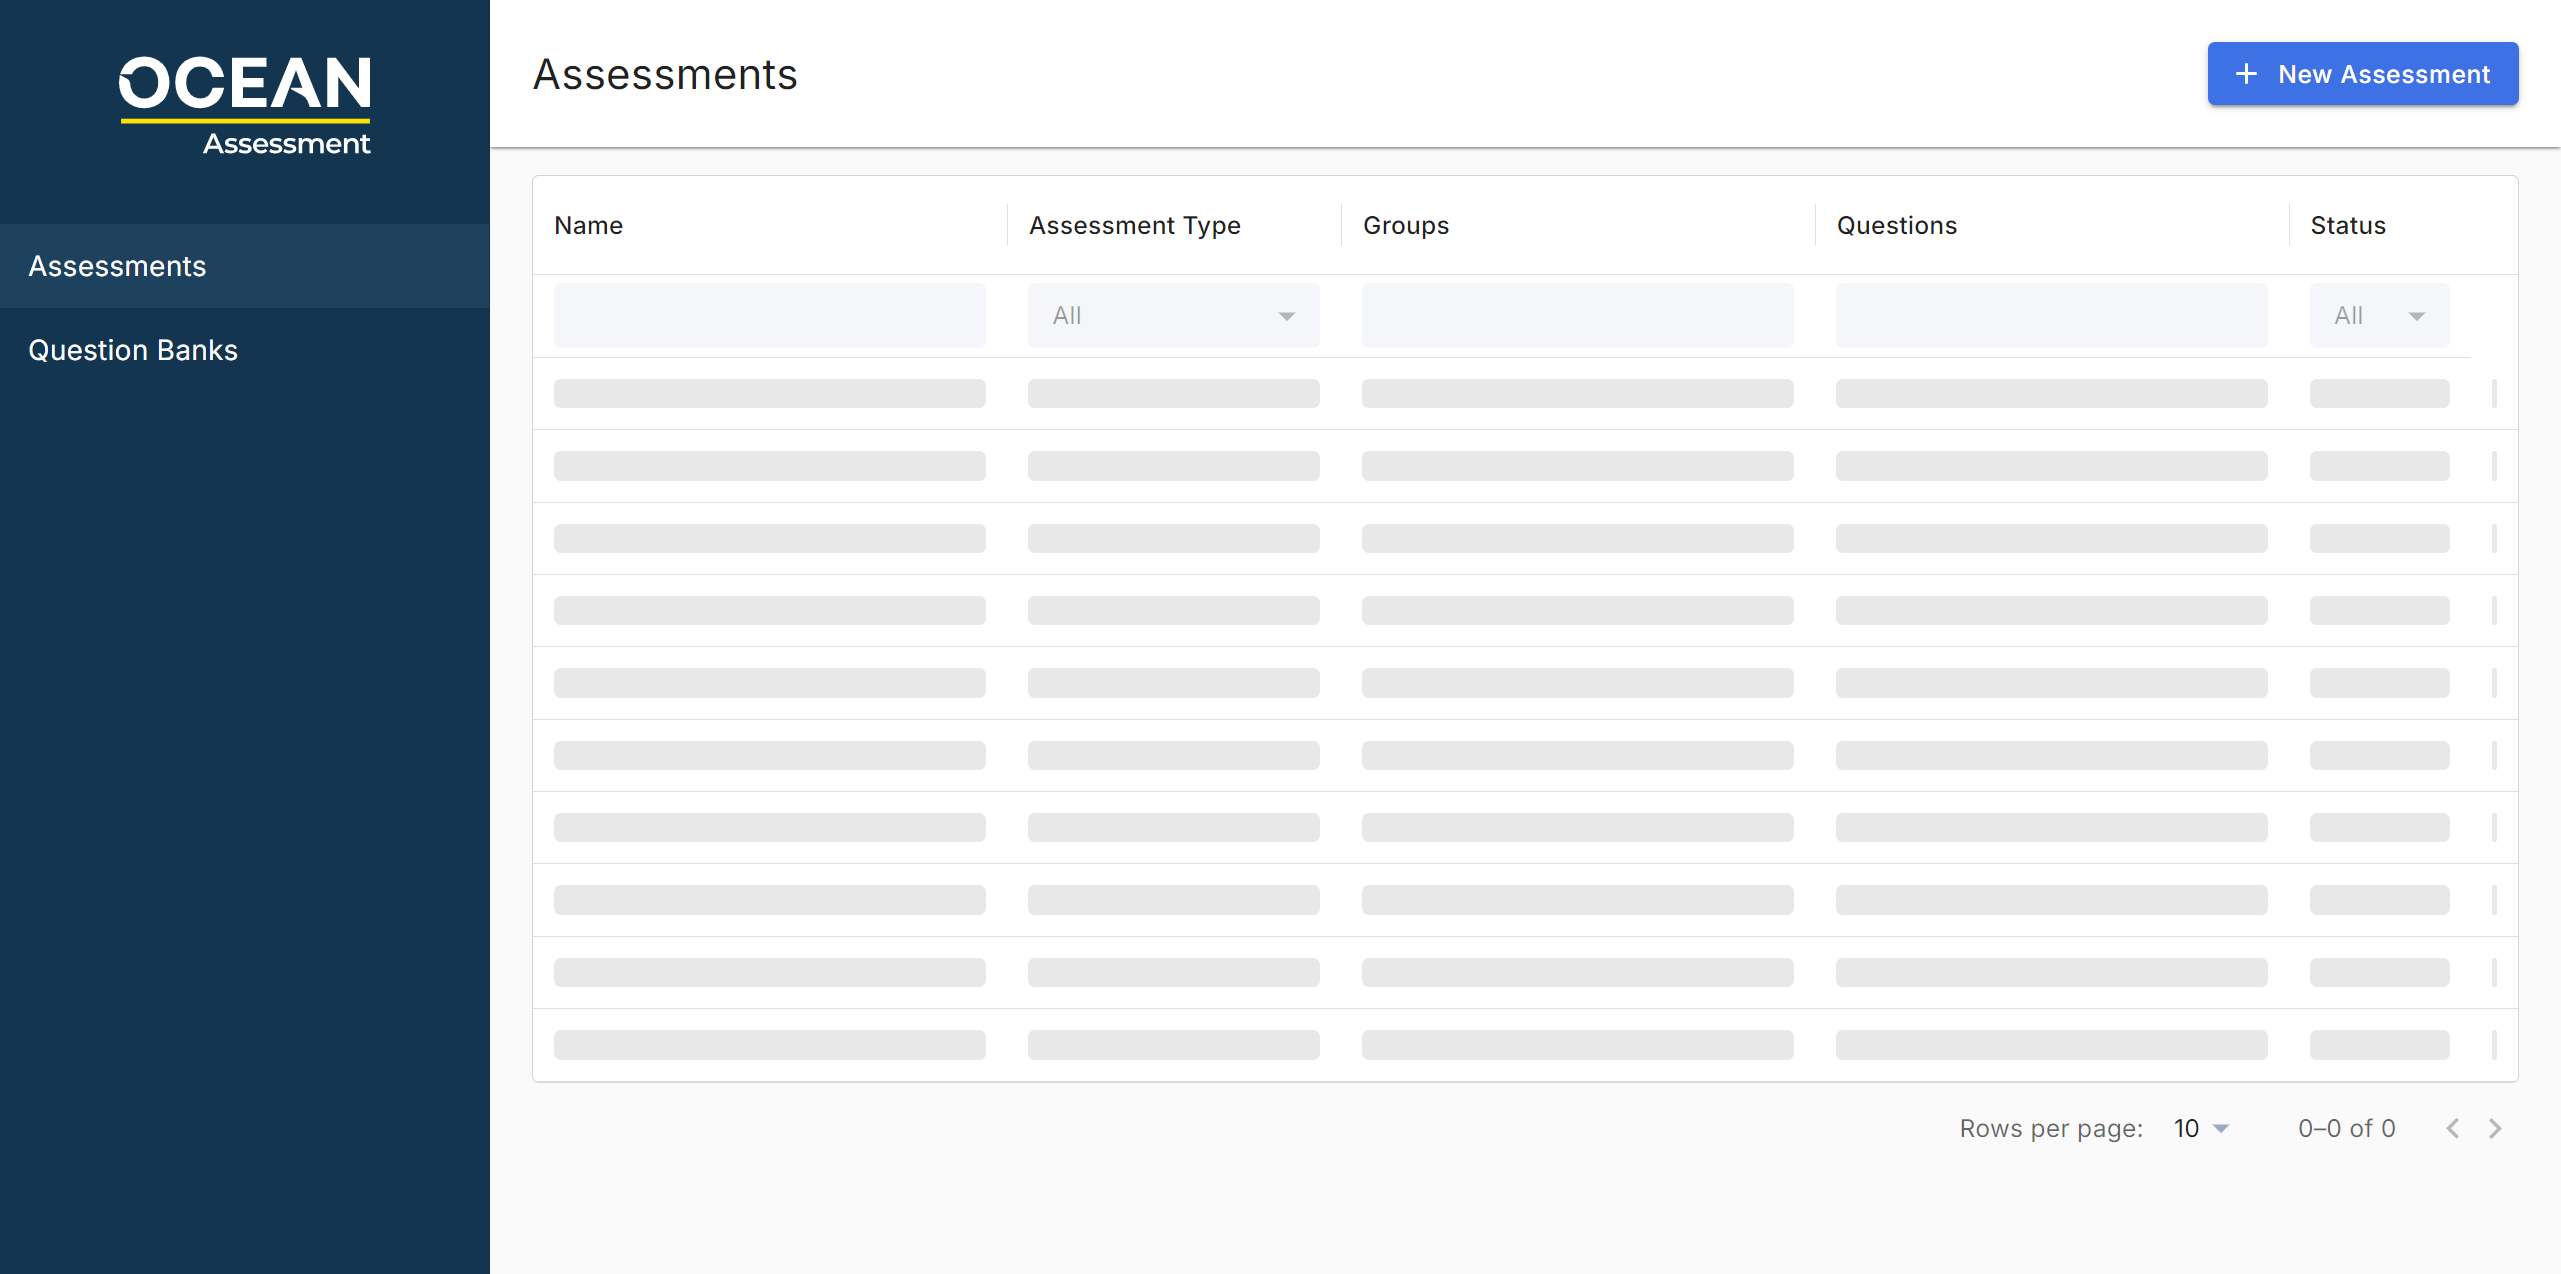 OCEAN
Assessment
Assessments
Question Banks
Assessments
New Assessment
Name Assessment Type Groups Questions Status
All All
Rows per page: 10 0–0 of 0